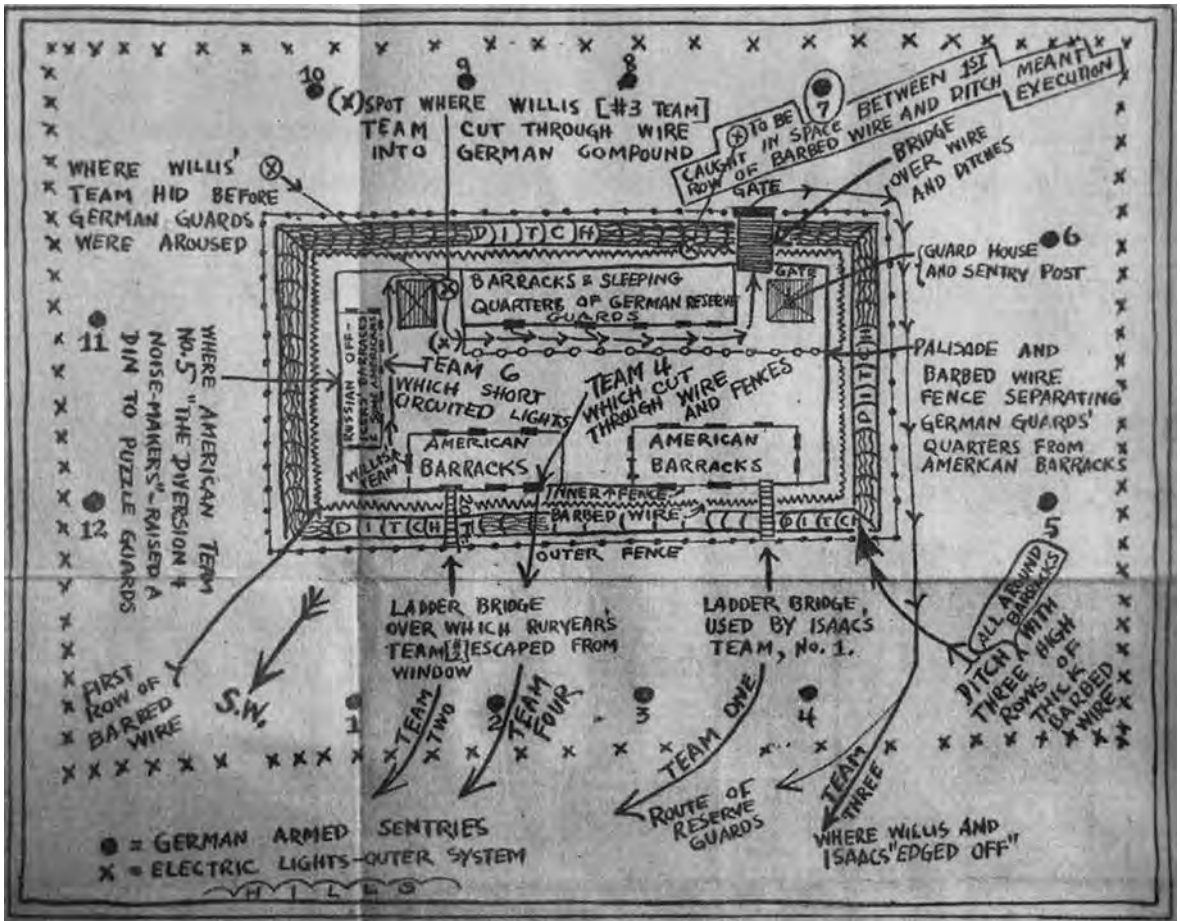 10
9
8
7
(X) SPOT WHERE WILLIS [#3 TEAM]
TEAM CUT THROUGH WIRE
INTO GERMAN COMPOUND
(X) TO BE
CAUGHT IN SPACE BETWEEN 1ST
ROW OF BARBED WIRE AND DITCH MEANT
EXECUTION
GATE
BRIDGE
OVER WIRE
AND DITCHES
WHERE WILLIS'
TEAM HID BEFORE
GERMAN GUARDS
WERE AROUSED
DITCH
6
GUARD HOUSE
AND SENTRY POST
GATE
BARRACKS & SLEEPING
QUARTERS OF GERMAN RESERVE
GUARDS
11
WHERE AMERICAN TEAM
NO. 5 "THE DIVERSION &
NOISE-MAKERS"-RAISED A
DIN TO PUZZLE GUARDS
RUSSIAN
(X)
TEAM 6
WHICH SHORT
CIRCUITED LIGHTS
TEAM 4
WHICH CUT
THROUGH WIRE
AND FENCES
PALISADE AND
BARBED WIRE
FENCE SEPARATING
GERMAN GUARDS'
QUARTERS FROM
AMERICAN BARRACKS
DITCH
WILLIS'
TEAM
AMERICAN
BARRACKS
AMERICAN
BARRACKS
12
INNER FENCE
BARBED WIRE
20 FT.
DITCH
DITCH
OUTER FENCE
5
ALL AROUND
BARRACKS
DITCH WITH
THREE HIGH
ROWS OF
THICK
BARBED
WIRE
LADDER BRIDGE
OVER WHICH RURYEAR'S
TEAM [#2] ESCAPED FROM
WINDOW
LADDER BRIDGE,
USED BY ISAACS
TEAM, NO. 1.
FIRST
ROW OF
BARBED
WIRE
S.W.
1
2
3
4
TEAM
TWO
TEAM
FOUR
TEAM ONE
ROUTE OF
RESERVE
GUARDS
TEAM
THREE
WHERE WILLIS AND
ISAACS "EDGED OFF"
= GERMAN ARMED SENTRIES
X = ELECTRIC LIGHTS-OUTER SYSTEM
HILLS